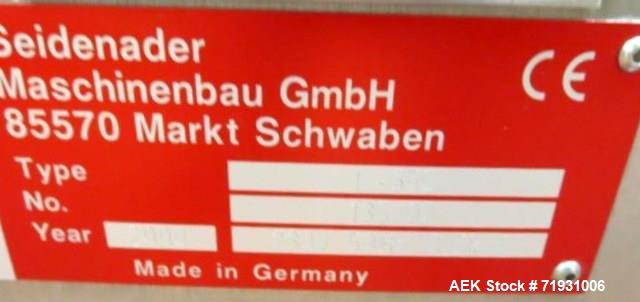 Seidenader
Maschinenbau GmbH
85570 Markt Schwaben
CE
Type
No.
Year
Made in Germany
AEK Stock # 71931006